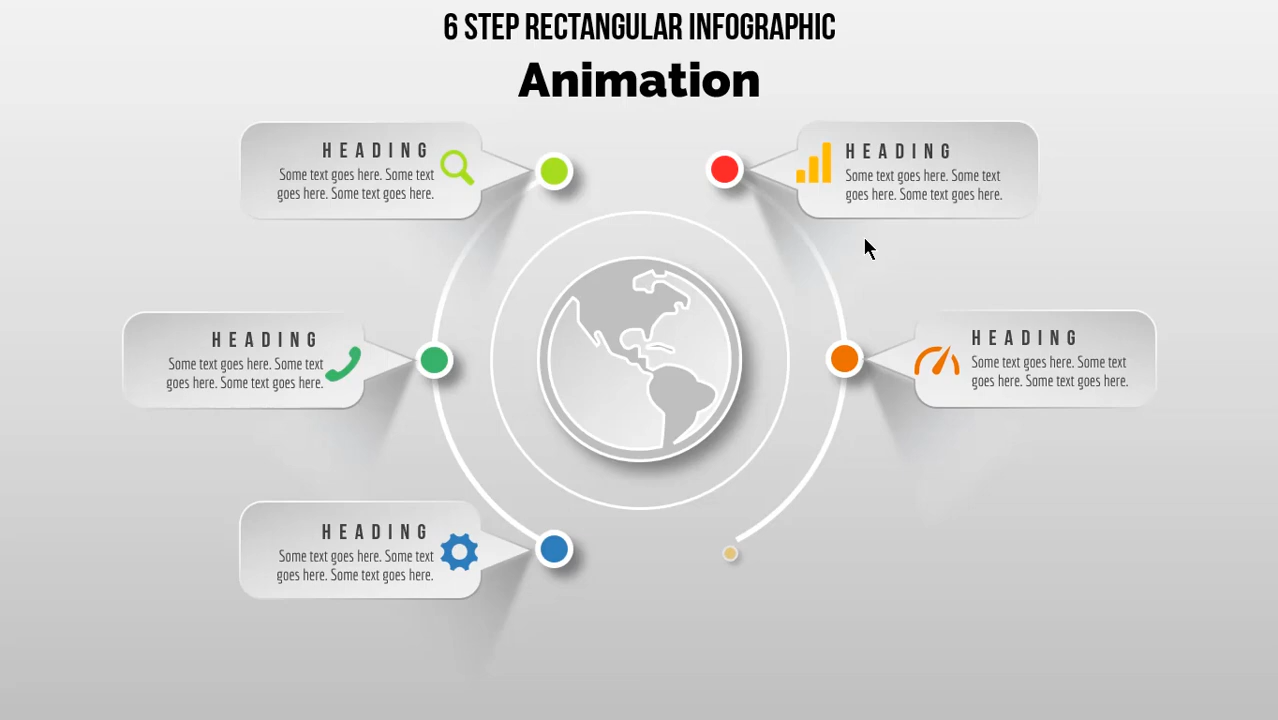 6 STEP RECTANGULAR INFOGRAPHIC
Animation
HEADING
Some text goes here. Some text
goes here. Some text goes here.
HEADING
Some text goes here. Some text
goes here. Some text goes here.
HEADING
Some text goes here. Some text
goes here. Some text goes here.
HEADING
Some text goes here. Some text
goes here. Some text goes here.
HEADING
Some text goes here. Some text
goes here. Some text goes here.